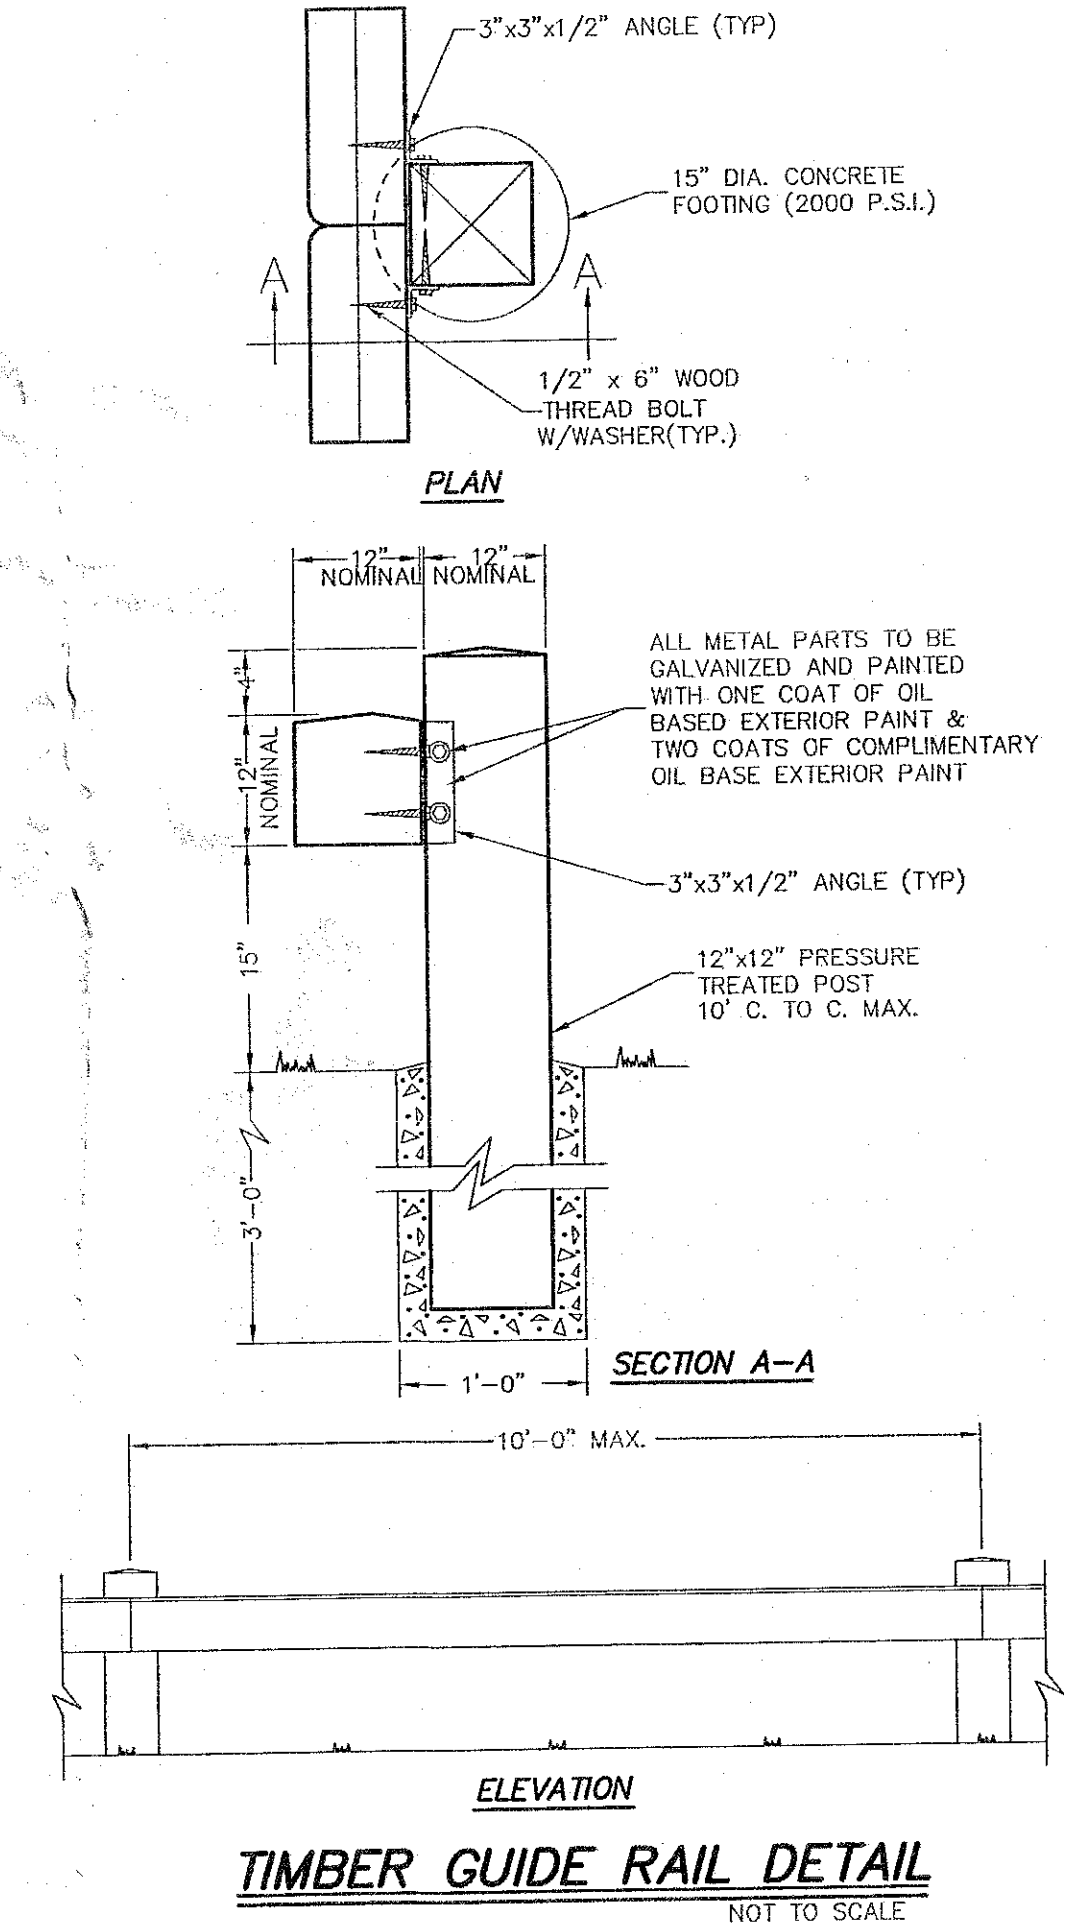 3"x3"x1/2" ANGLE (TYP)
15" DIA. CONCRETE
FOOTING (2000 P.S.I.)
A
A
1/2" x 6" WOOD
THREAD BOLT
W/WASHER(TYP.)
PLAN
12"
NOMINAL
12"
NOMINAL
4"
12"
NOMINAL
15"
3'-0"
ALL METAL PARTS TO BE
GALVANIZED AND PAINTED
WITH ONE COAT OF OIL
BASED EXTERIOR PAINT &
TWO COATS OF COMPLIMENTARY
OIL BASE EXTERIOR PAINT
3"x3"x1/2" ANGLE (TYP)
12"x12" PRESSURE
TREATED POST
10' C. TO C. MAX.
1'-0"
SECTION A-A
10'-0" MAX.
ELEVATION
TIMBER GUIDE RAIL DETAIL
NOT TO SCALE